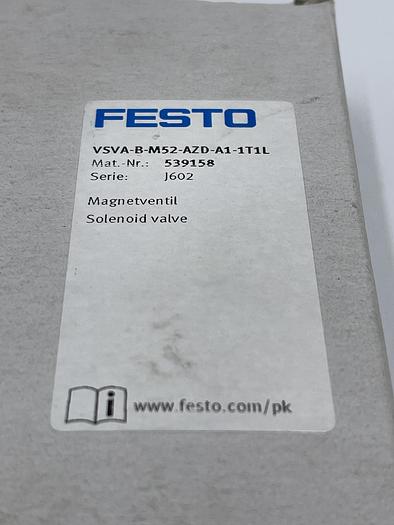 FESTO
VSVA-B-M52-AZD-A1-1T1L
Mat.-Nr.: 539158
Serie: J602
Magnetventil
Solenoid valve
i www.festo.com/pk